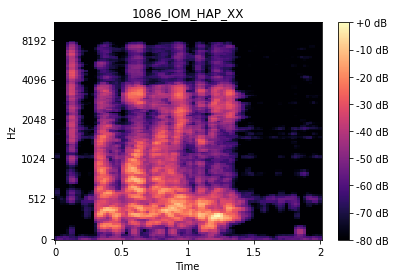 1086_IOM_HAP_XX
+0 dB
8192
-10 dB
4096
-20 dB
-30 dB
2048
Hz
-40 dB
1024
-50 dB
512
-60 dB
-70 dB
0
-80 dB
0 0.5 1 1.5 2
Time